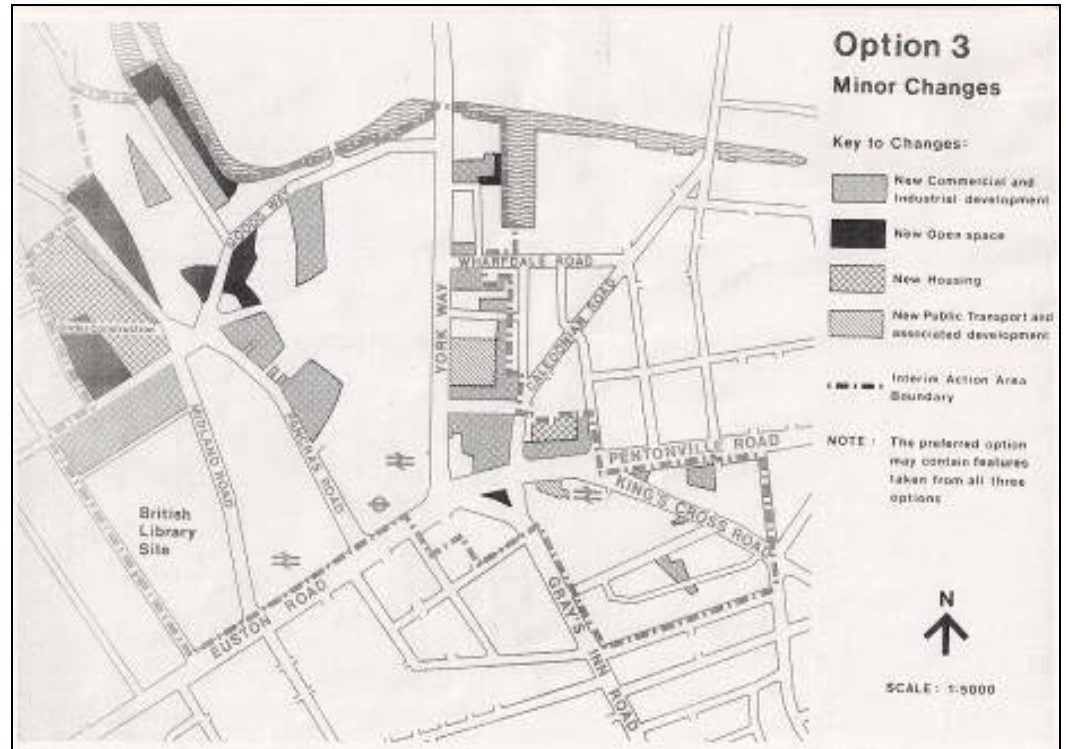 Option 3
Minor Changes
Key to Changes:
New Commercial and
Industrial development
New Open space
New Housing
New Public Transport and
associated development
Interim Action Area
Boundary
NOTE : The preferred option
may contain features
taken from all three
options
N
SCALE: 1:5000
GOODS WAY
WHARFDALE ROAD
YORK WAY
CALEDONIAN ROAD
under construction
MIDLAND ROAD
PANCRAS ROAD
PENTONVILLE ROAD
KING'S CROSS ROAD
British
Library
Site
EUSTON ROAD
GRAY'S INN ROAD